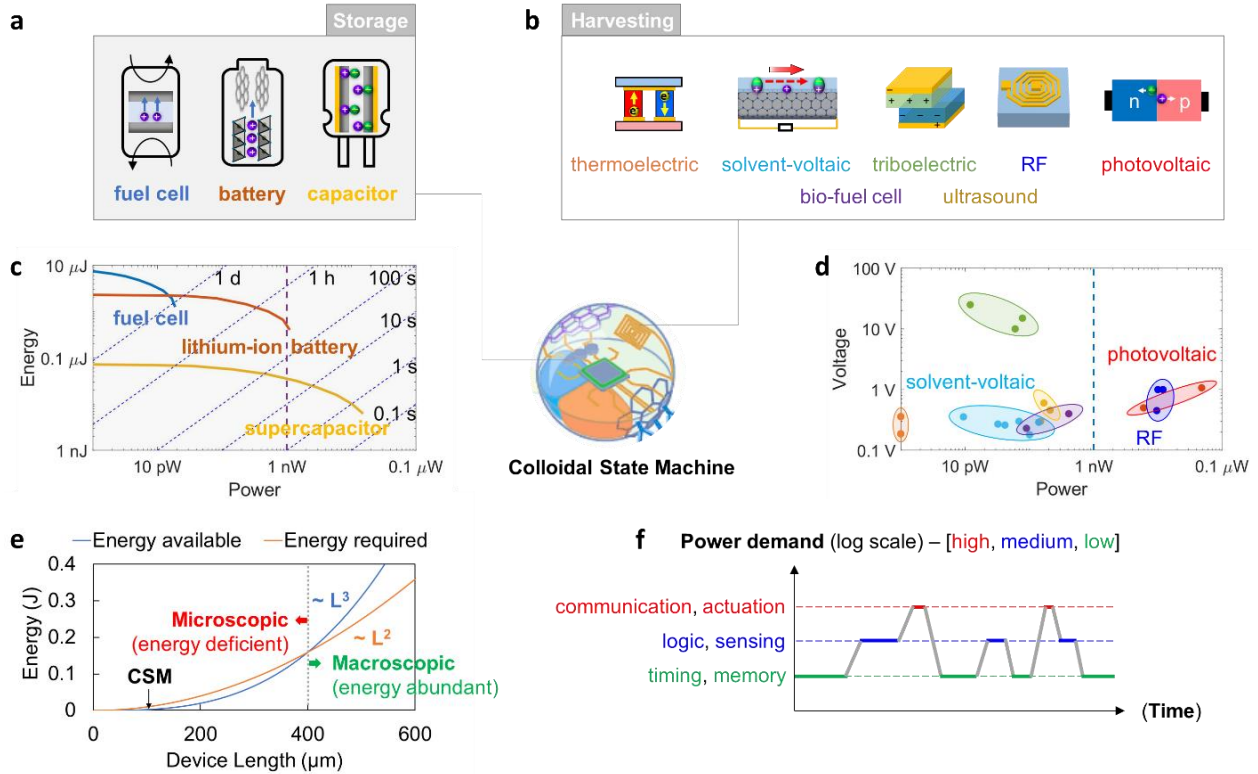 a
Storage
fuel cell
battery
capacitor
b
Harvesting
n
p
thermoelectric
solvent-voltaic
triboelectric
RF
photovoltaic
bio-fuel cell
ultrasound
c
10 μJ
0.1 μJ
1 nJ
Energy
1 d
1 h
100 s
10 s
1 s
0.1 s
fuel cell
lithium-ion battery
supercapacitor
10 pW
1 nW
0.1 μW
Power
Colloidal State Machine
d
100 V
10 V
1 V
0.1 V
Voltage
photovoltaic
solvent-voltaic
RF
10 pW
1 nW
0.1 μW
Power
e
Energy available
Energy required
0.4
0.3
0.2
0.1
0
Energy (J)
~ L³
Microscopic
(energy deficient)
~ L²
Macroscopic
(energy abundant)
CSM
0
200
400
600
Device Length (µm)
f
Power demand (log scale) – [high, medium, low]
communication, actuation
logic, sensing
timing, memory
(Time)